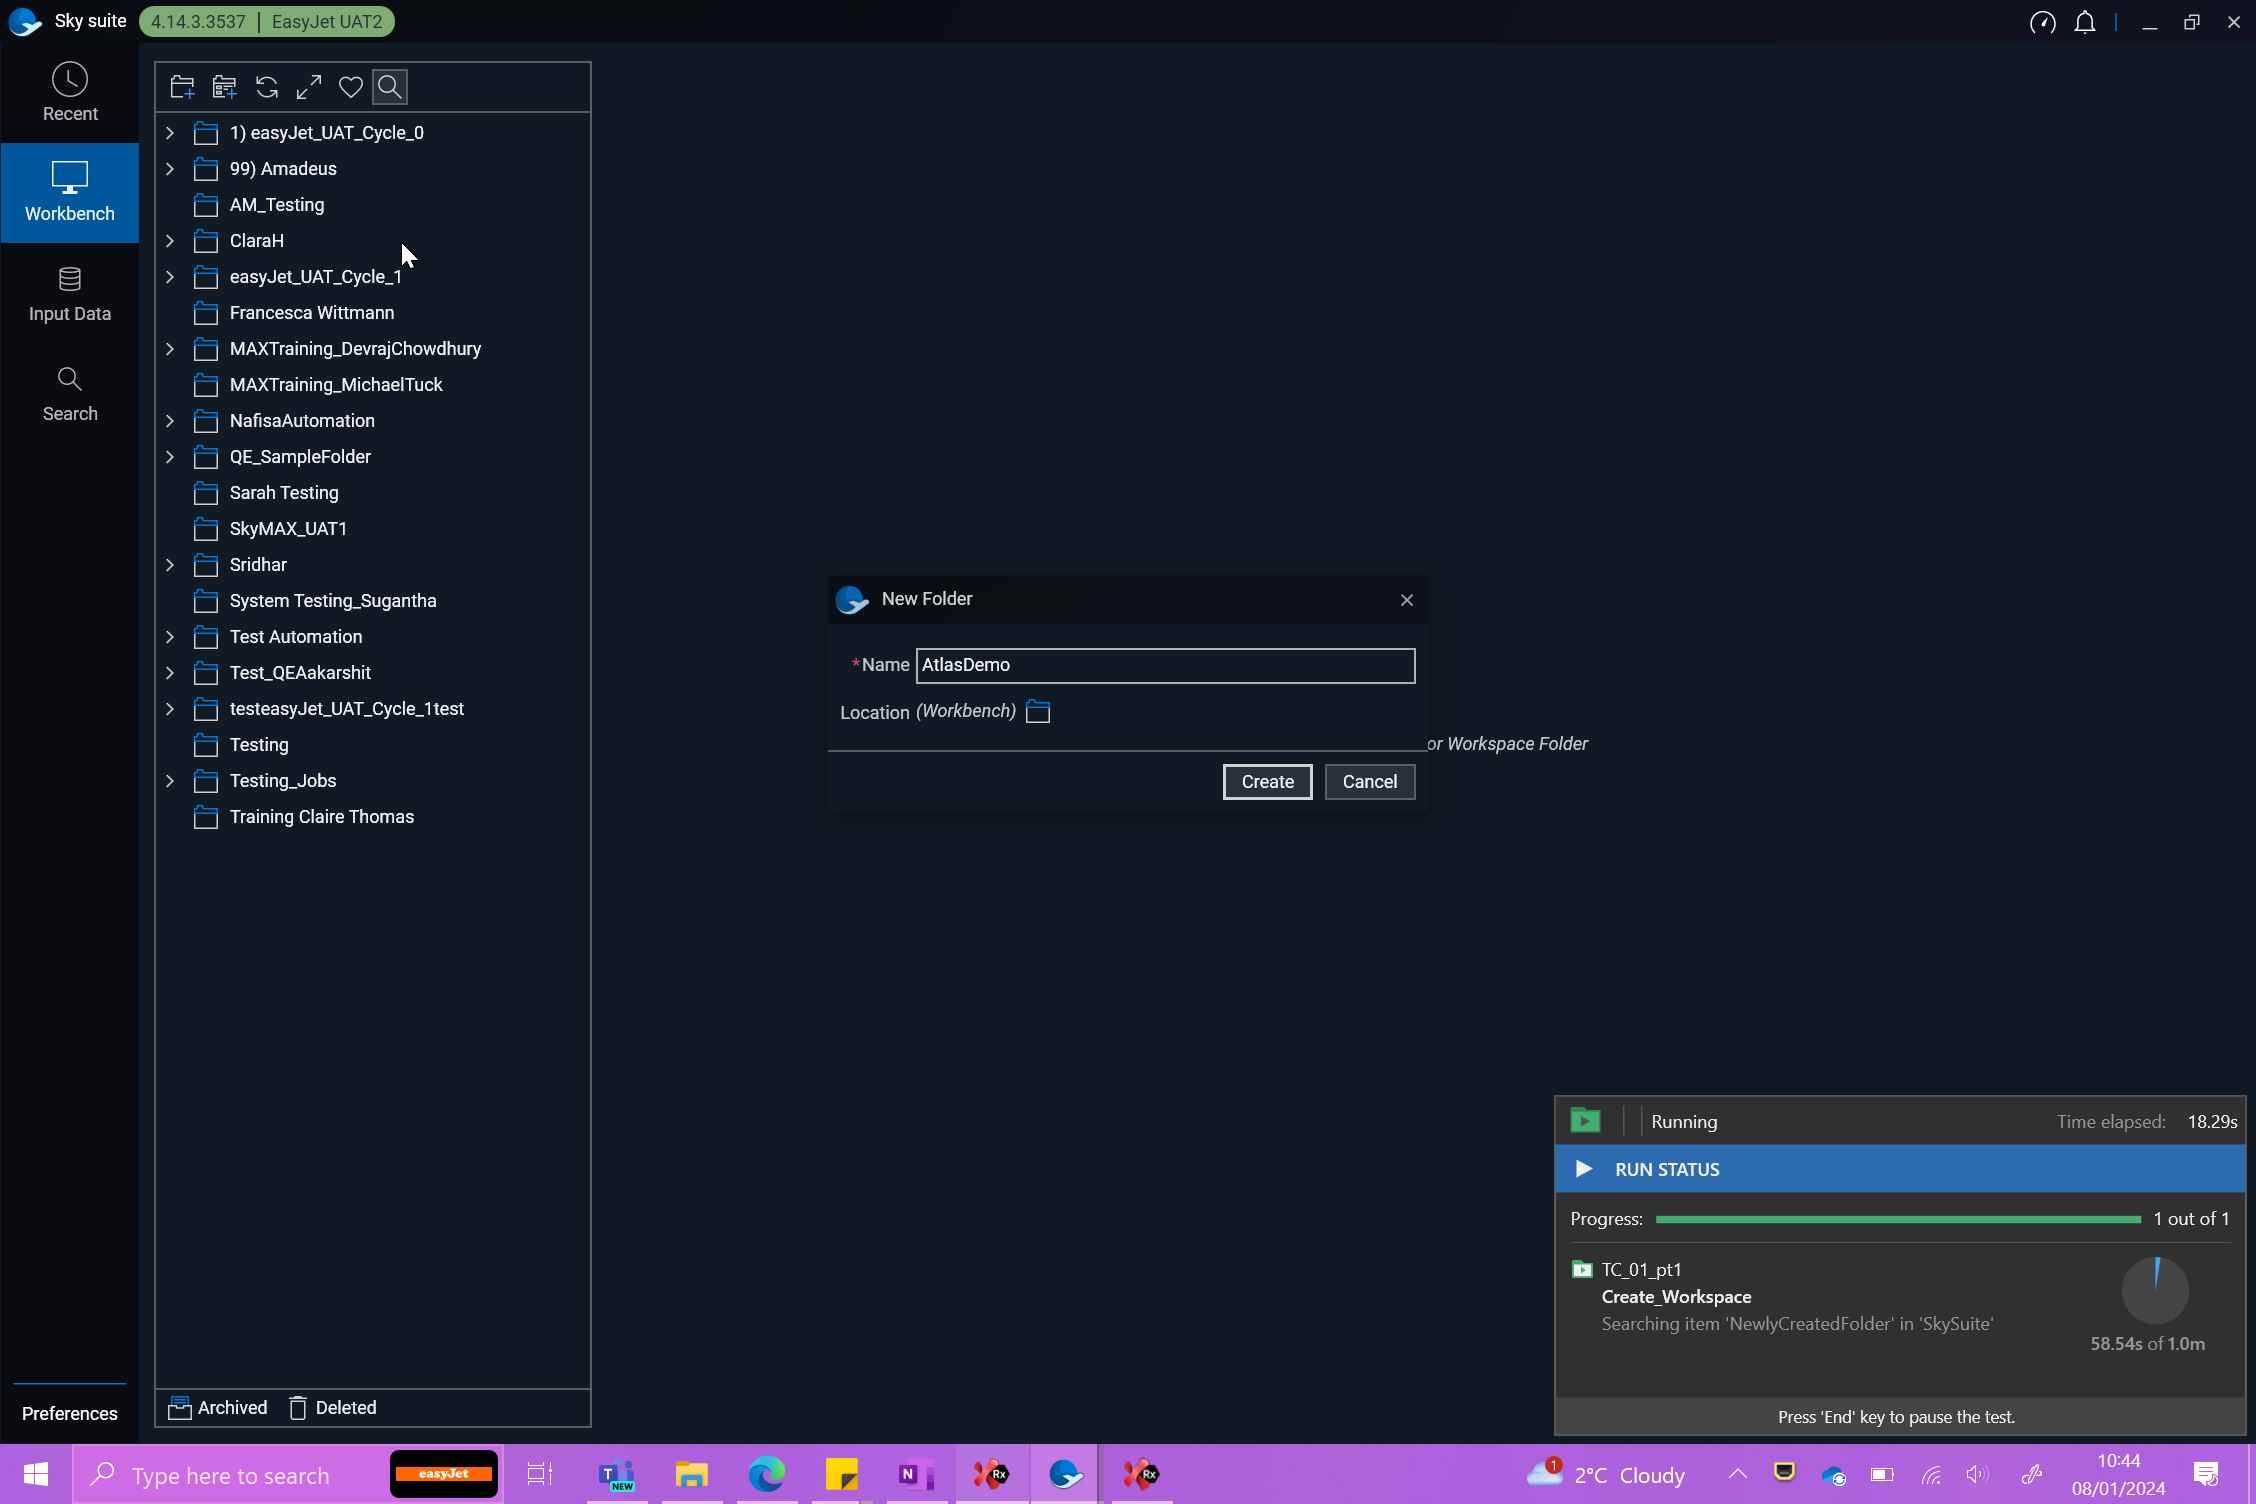 Sky suite 4.14.3.3537 | EasyJet UAT2
Recent
Workbench
Input Data
Search
Preferences
1) easyJet_UAT_Cycle_0
99) Amadeus
AM_Testing
ClaraH
easyJet_UAT_Cycle_1
Francesca Wittmann
MAXTraining_DevrajChowdhury
MAXTraining_MichaelTuck
NafisaAutomation
QE_SampleFolder
Sarah Testing
SkyMAX_UAT1
Sridhar
System Testing_Sugantha
Test Automation
Test_QEAakarshit
testeasyJet_UAT_Cycle_1test
Testing
Testing_Jobs
Training Claire Thomas
Archived Deleted
New Folder
*Name AtlasDemo
Location (Workbench)
or Workspace Folder
Create Cancel
Running Time elapsed: 18.29s
RUN STATUS
Progress: 1 out of 1
TC_01_pt1
Create_Workspace
Searching item 'NewlyCreatedFolder' in 'SkySuite'
58.54s of 1.0m
Press 'End' key to pause the test.
Type here to search easyJet
T NEW
N
Rx
Rx
1
2°C Cloudy
10:44
08/01/2024